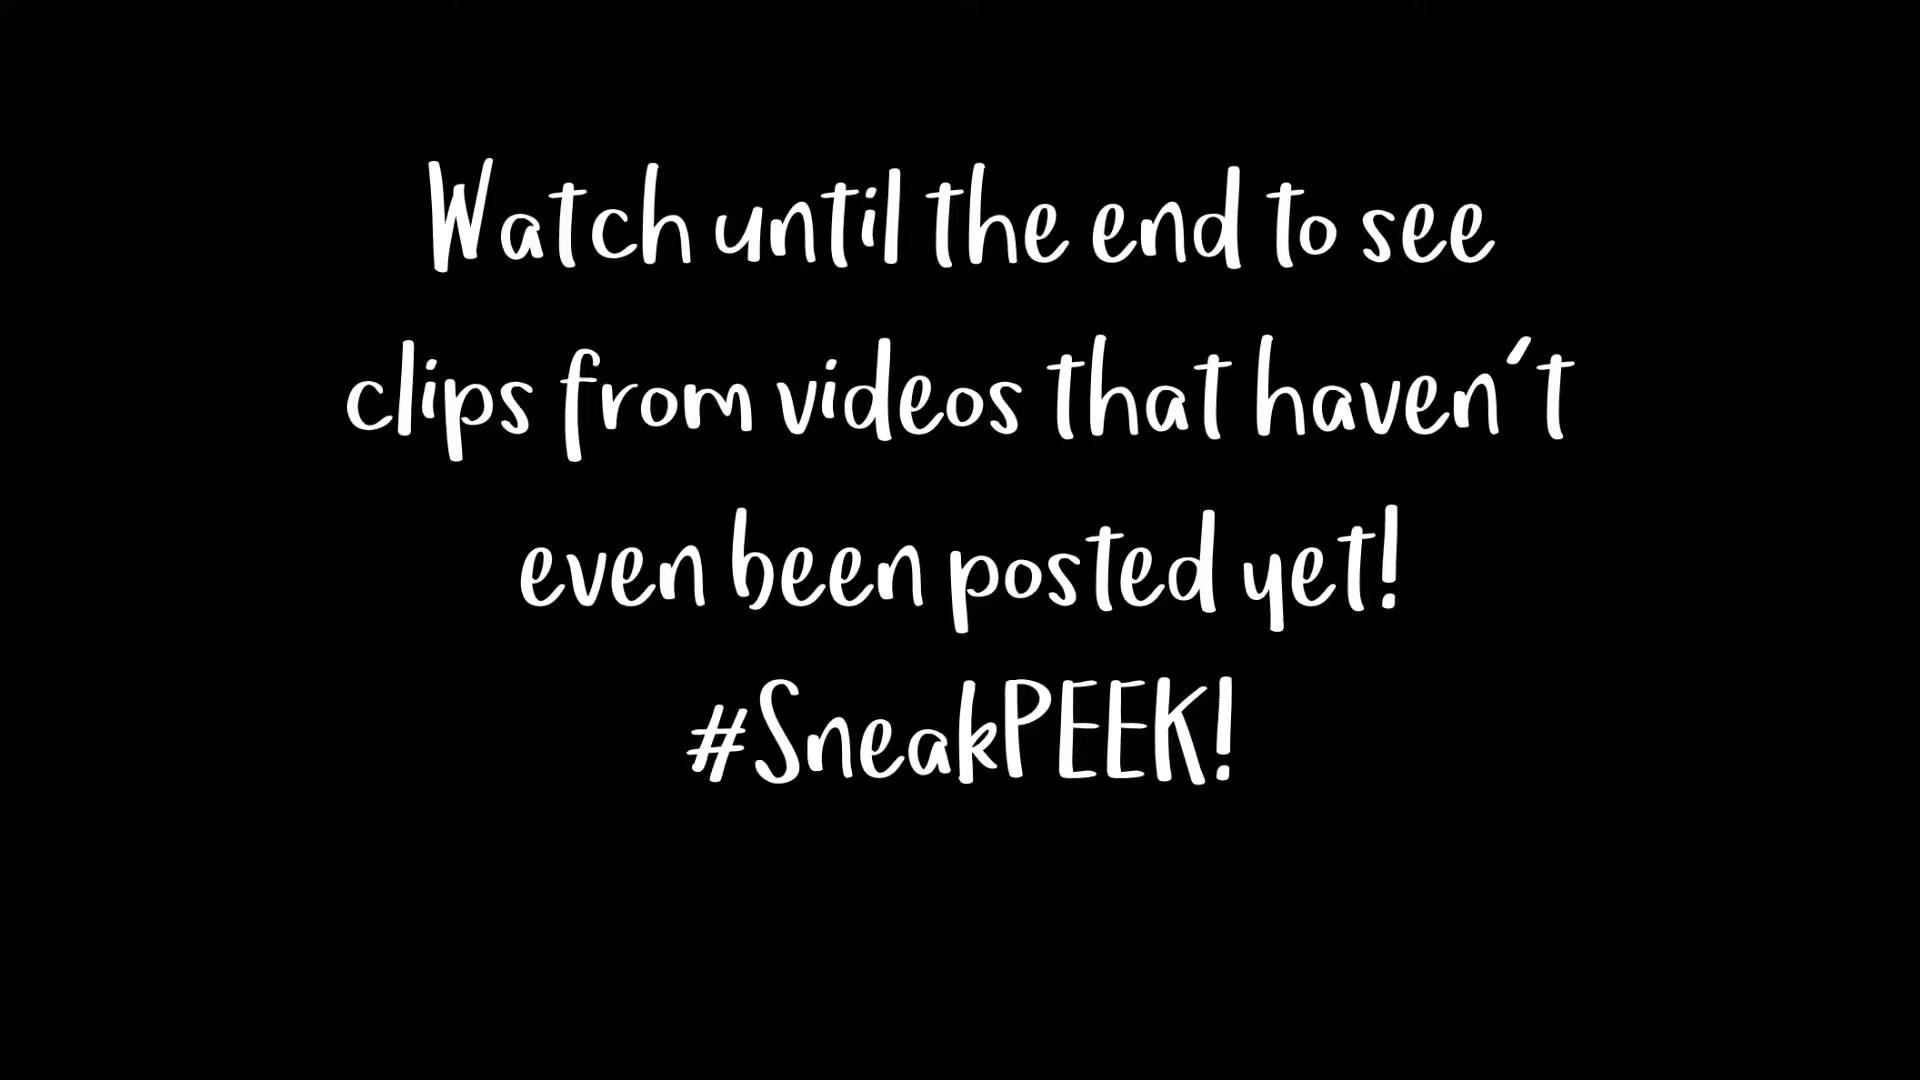 Watch until the end to see
clips from videos that haven't
even been posted yet!
#SneakPEEK!